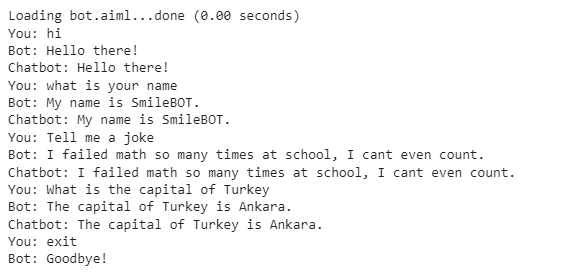 Loading bot.aiml...done (0.00 seconds)
You: hi
Bot: Hello there!
Chatbot: Hello there!
You: what is your name
Bot: My name is SmileBOT.
Chatbot: My name is SmileBOT.
You: Tell me a joke
Bot: I failed math so many times at school, I cant even count.
Chatbot: I failed math so many times at school, I cant even count.
You: What is the capital of Turkey
Bot: The capital of Turkey is Ankara.
Chatbot: The capital of Turkey is Ankara.
You: exit
Bot: Goodbye!